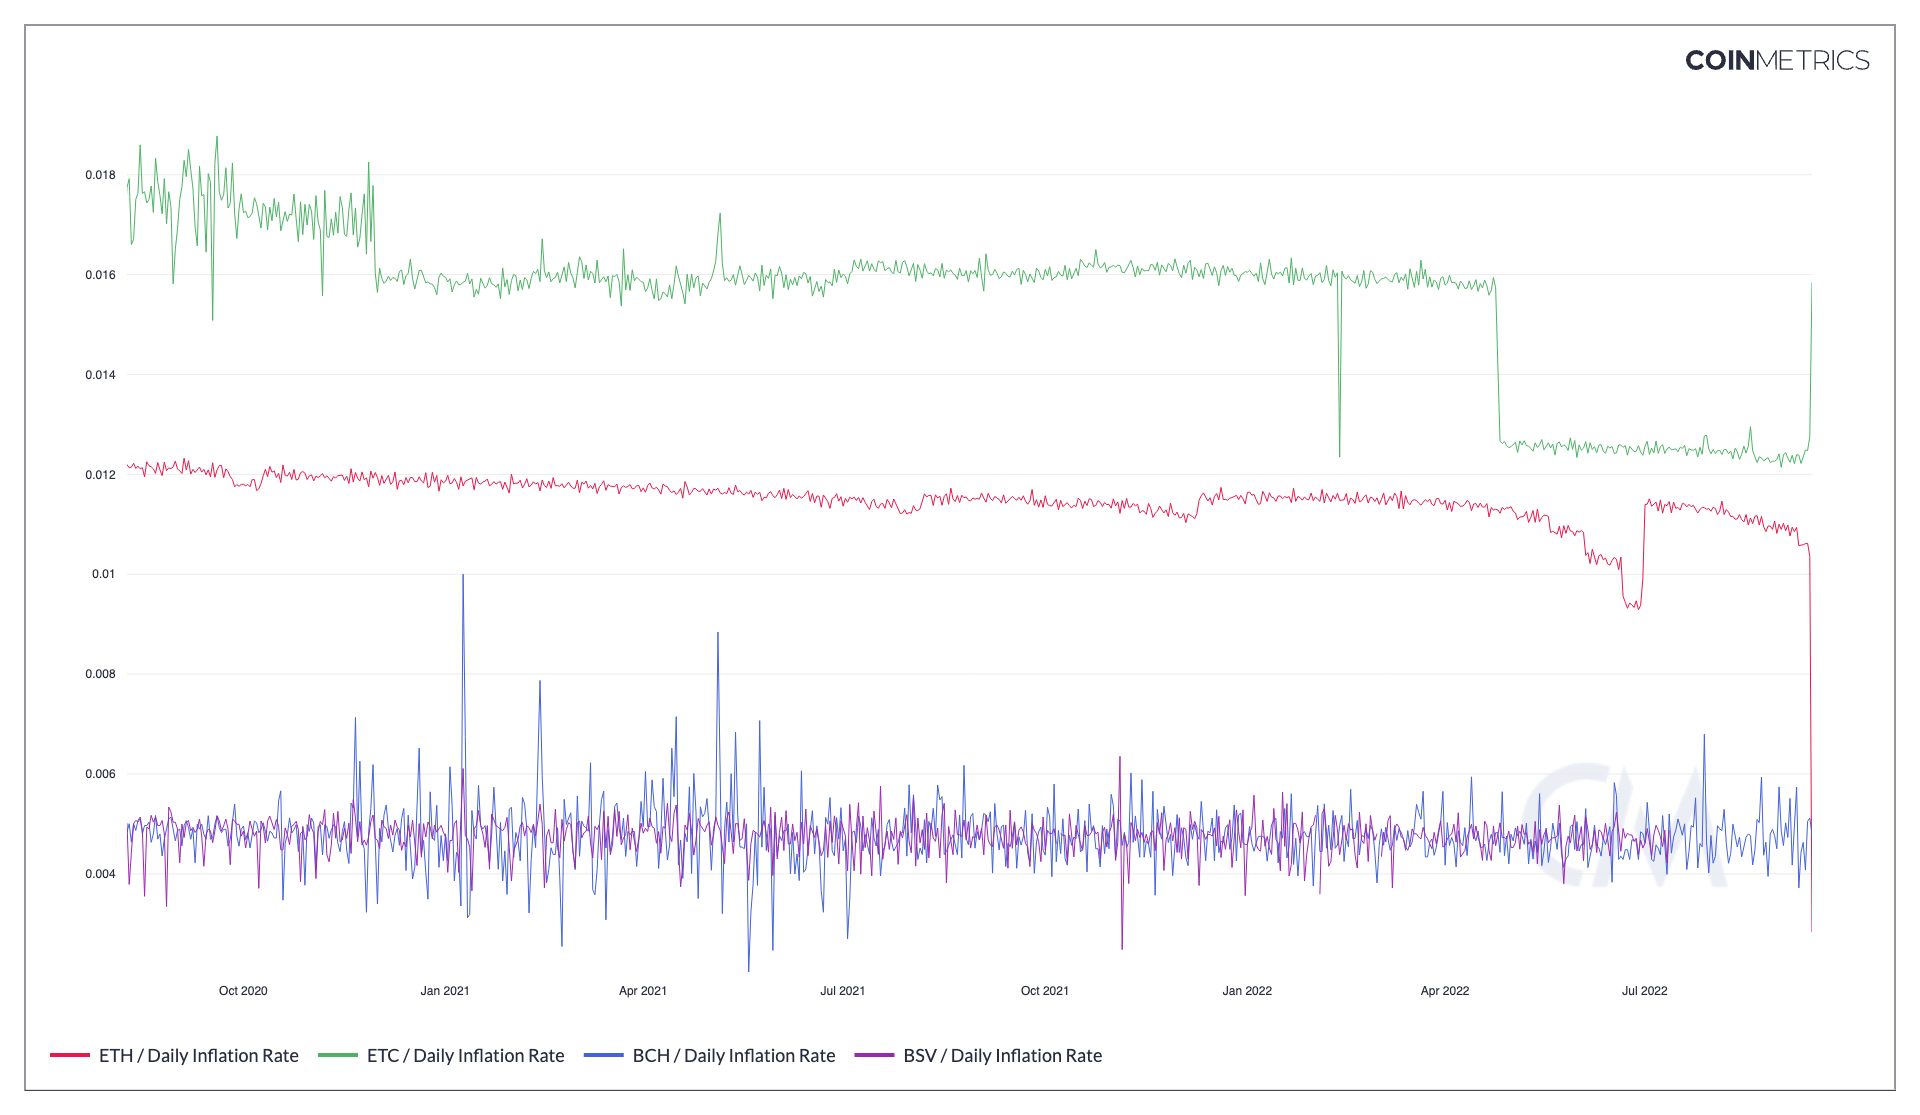 COINMETRICS
0.018
0.016
0.014
0.012
0.01
0.008
0.006
0.004
CM
Oct 2020 Jan 2021 Apr 2021 Jul 2021 Oct 2021 Jan 2022 Apr 2022 Jul 2022
ETH / Daily Inflation Rate ETC / Daily Inflation Rate BCH / Daily Inflation Rate BSV / Daily Inflation Rate